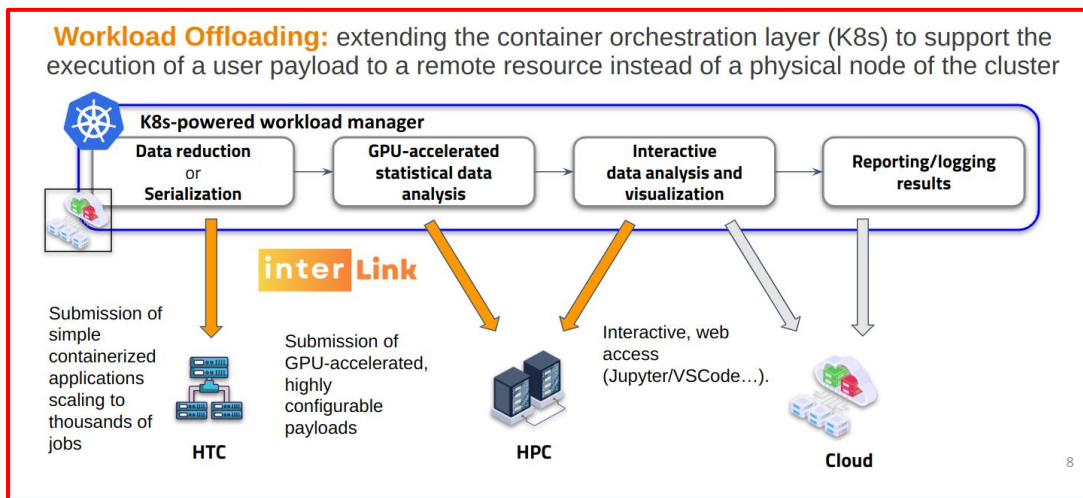 Workload Offloading: extending the container orchestration layer (K8s) to support the
execution of a user payload to a remote resource instead of a physical node of the cluster
K8s-powered workload manager
Data reduction
or
Serialization
GPU-accelerated
statistical data
analysis
Interactive
data analysis and
visualization
Reporting/logging
results
inter Link
Submission of
simple
containerized
applications
scaling to
thousands of
jobs
HTC
Submission of
GPU-accelerated,
highly
configurable
payloads
HPC
Interactive, web
access
(Jupyter/VSCode…).
Cloud
8